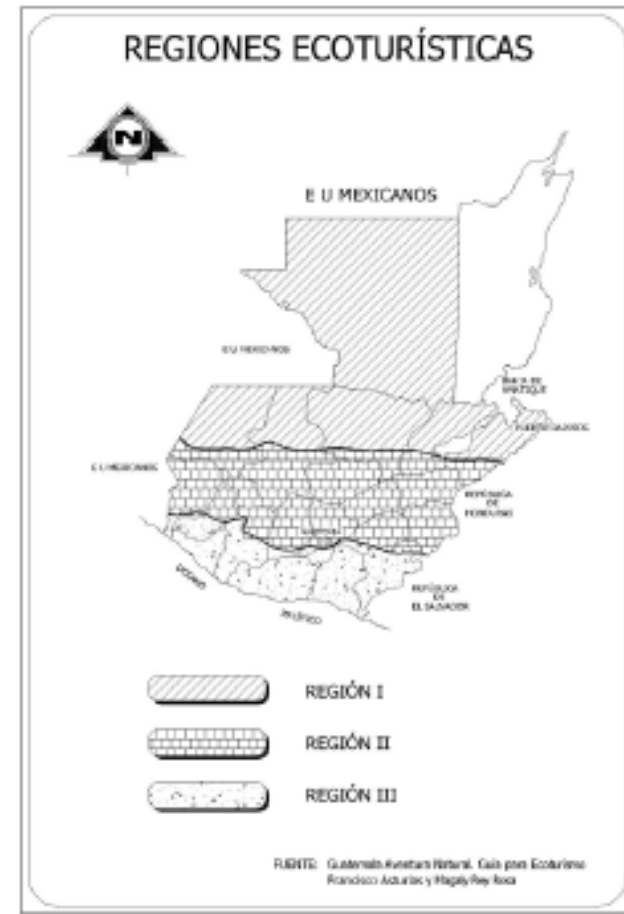 REGIONES ECOTURÍSTICAS
N
E U MEXICANOS
E U MEXICANOS
BAHIA DE
AMATIQUE
E U MEXICANOS
REPÚBLICA
DE
HONDURAS
OCEANO
PACÍFICO
REPÚBLICA
DE
EL SALVADOR
REGIÓN I
REGIÓN II
REGIÓN III
FUENTE: Guatemala Aventura Natural. Guía para Ecoturismo
Francisco Asturias y Magaly Rey Rosa